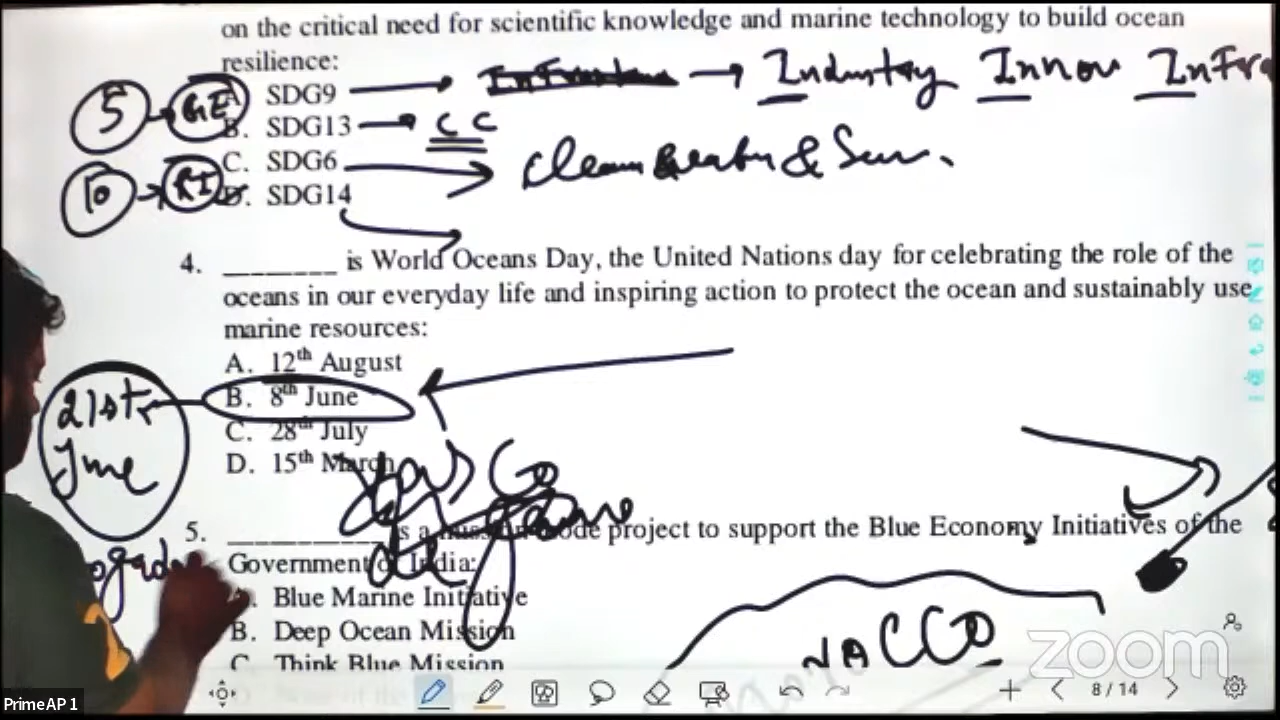 on the critical need for scientific knowledge and marine technology to build ocean
resilience:
5 → GE SDG9 → → Industry Innov Infra
B. SDG13 → CC
C. SDG6 → Clean &
10 → RI D. SDG14
4. ________ is World Oceans Day, the United Nations day for celebrating the role of the
oceans in our everyday life and inspiring action to protect the ocean and sustainably use
marine resources:
A. 12th August
B. 8th June
21st June
C. 28th July
D. 15th March
5. ___________ is a mission mode project to support the Blue Economy Initiatives of the
Government of India:
A. Blue Marine Initiative
B. Deep Ocean Mission
C. Think Blue Mission
zoom
8 / 14
PrimeAP 1